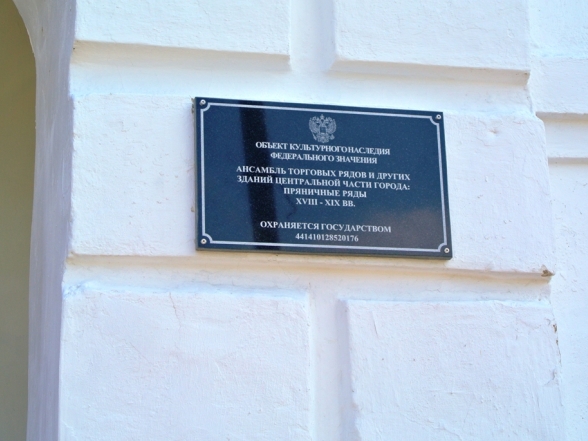 ОБЪЕКТ КУЛЬТУРНОГО НАСЛЕДИЯ
ФЕДЕРАЛЬНОГО ЗНАЧЕНИЯ
АНСАМБЛЬ ТОРГОВЫХ РЯДОВ И ДРУГИХ
ЗДАНИЙ ЦЕНТРАЛЬНОЙ ЧАСТИ ГОРОДА:
ПРЯНИЧНЫЕ РЯДЫ
XVIII - XIX ВВ.
ОХРАНЯЕТСЯ ГОСУДАРСТВОМ
441410128520176